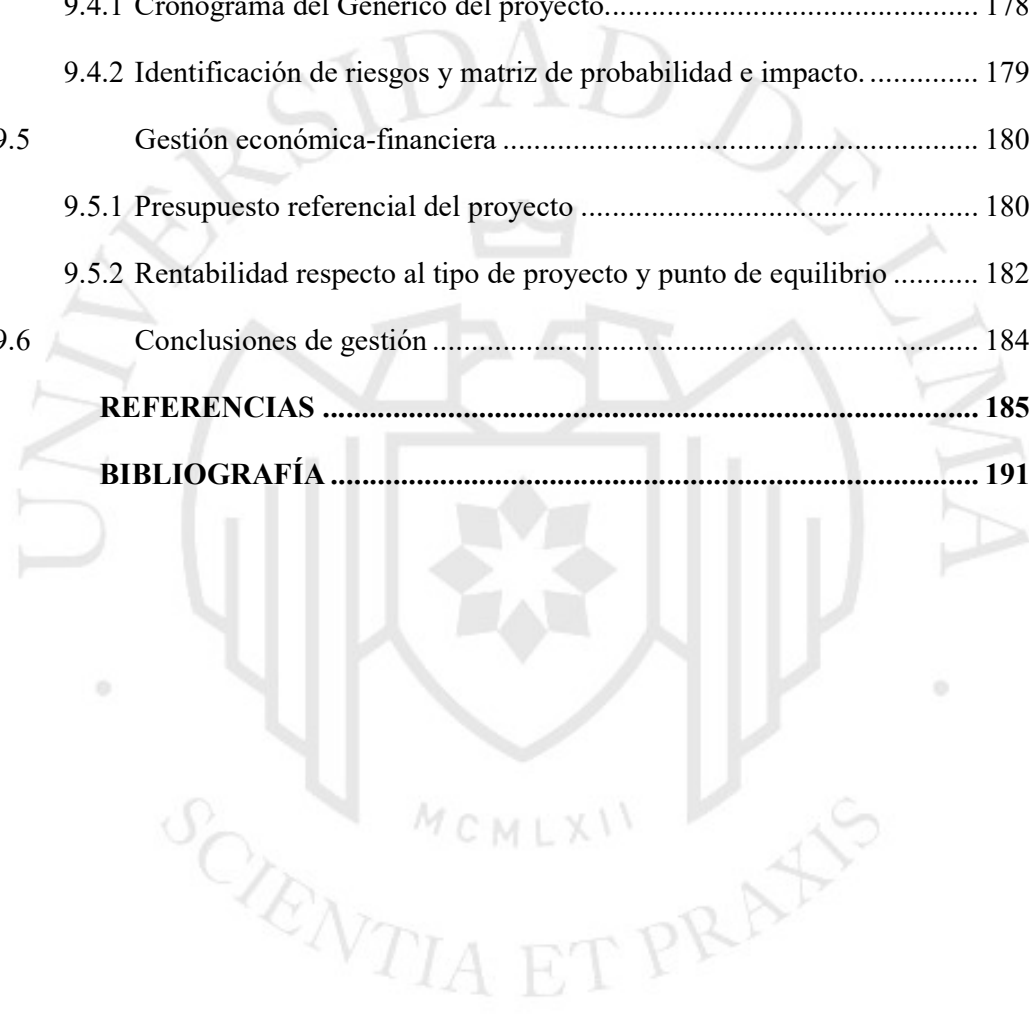 9.4.1 Cronograma del Genérico del proyecto.............................................. 178
9.4.2 Identificación de riesgos y matriz de probabilidad e impacto. .............. 179
9.5 Gestión económica-financiera ............................................................. 180
9.5.1 Presupuesto referencial del proyecto ................................................... 180
9.5.2 Rentabilidad respecto al tipo de proyecto y punto de equilibrio ........... 182
9.6 Conclusiones de gestión ...................................................................... 184
REFERENCIAS .................................................................................... 185
BIBLIOGRAFÍA ................................................................................... 191
UNIVERSIDAD DE LIMA
MCMLXII
SCIENTIA ET PRAXIS